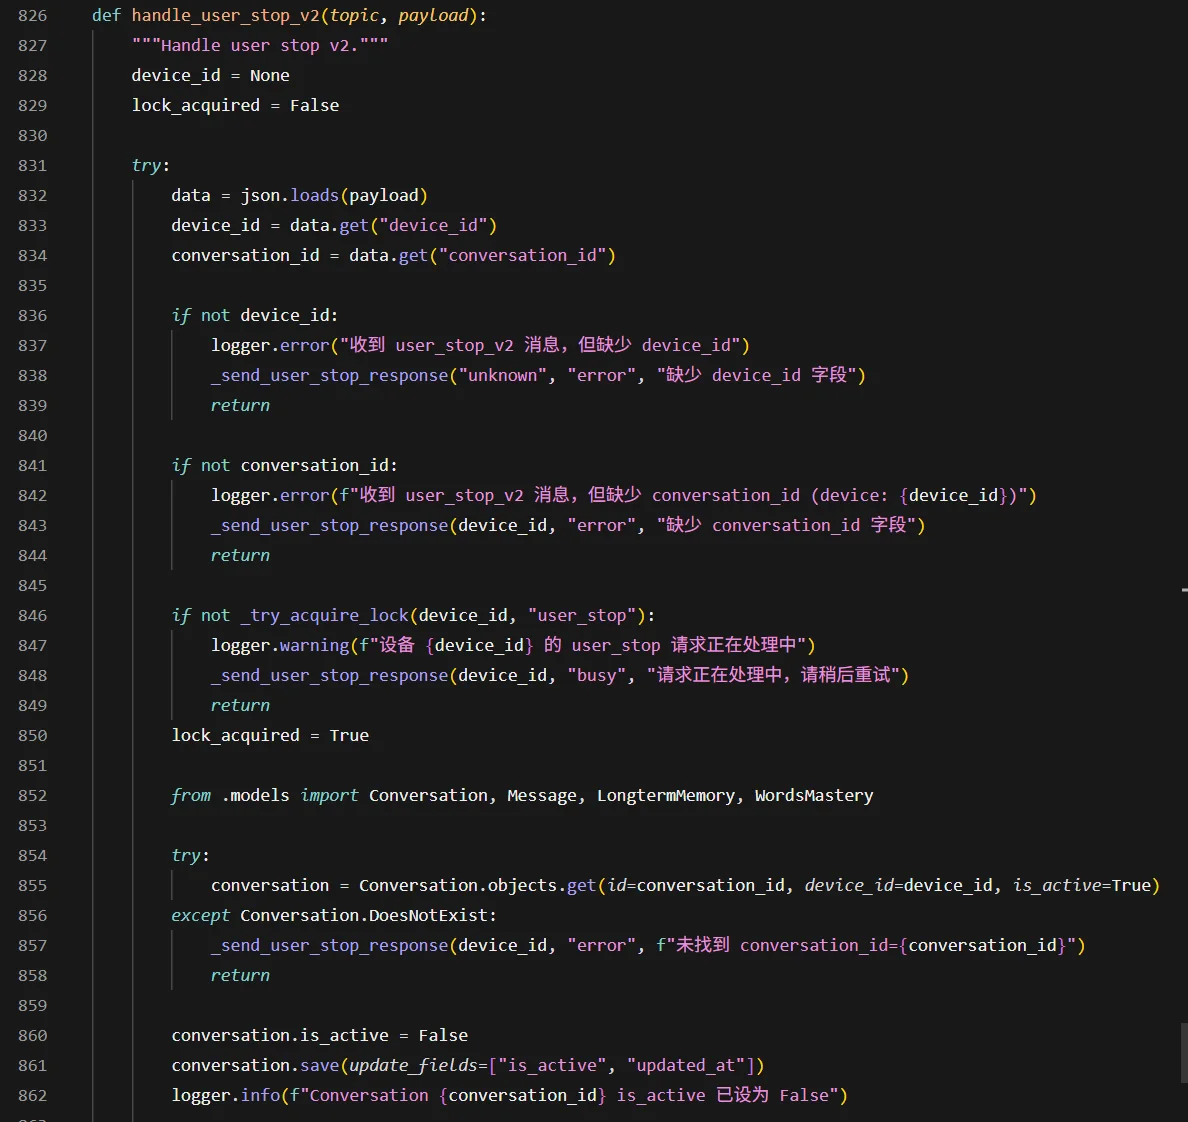 826 def handle_user_stop_v2(topic, payload):
827 """Handle user stop v2."""
828 device_id = None
829 lock_acquired = False
830
831 try:
832 data = json.loads(payload)
833 device_id = data.get("device_id")
834 conversation_id = data.get("conversation_id")
835
836 if not device_id:
837 logger.error("收到 user_stop_v2 消息，但缺少 device_id")
838 _send_user_stop_response("unknown", "error", "缺少 device_id 字段")
839 return
840
841 if not conversation_id:
842 logger.error(f"收到 user_stop_v2 消息，但缺少 conversation_id (device: {device_id})")
843 _send_user_stop_response(device_id, "error", "缺少 conversation_id 字段")
844 return
845
846 if not _try_acquire_lock(device_id, "user_stop"):
847 logger.warning(f"设备 {device_id} 的 user_stop 请求正在处理中")
848 _send_user_stop_response(device_id, "busy", "请求正在处理中，请稍后重试")
849 return
850 lock_acquired = True
851
852 from .models import Conversation, Message, LongtermMemory, WordsMastery
853
854 try:
855 conversation = Conversation.objects.get(id=conversation_id, device_id=device_id, is_active=True)
856 except Conversation.DoesNotExist:
857 _send_user_stop_response(device_id, "error", f"未找到 conversation_id={conversation_id}")
858 return
859
860 conversation.is_active = False
861 conversation.save(update_fields=["is_active", "updated_at"])
862 logger.info(f"Conversation {conversation_id} is_active 已设为 False")